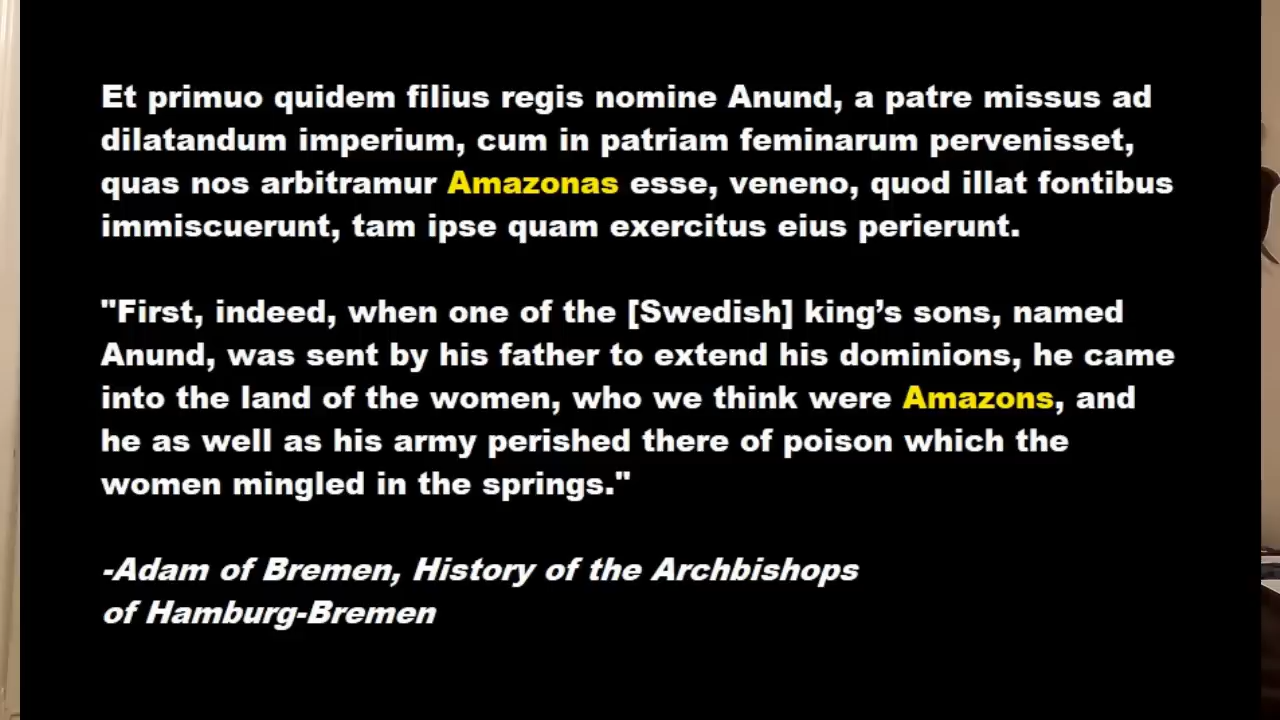 Et primuo quidem filius regis nomine Anund, a patre missus ad
dilatandum imperium, cum in patriam feminarum pervenisset,
quas nos arbitramur Amazonas esse, veneno, quod illat fontibus
immiscuerunt, tam ipse quam exercitus eius perierunt.
"First, indeed, when one of the [Swedish] king’s sons, named
Anund, was sent by his father to extend his dominions, he came
into the land of the women, who we think were Amazons, and
he as well as his army perished there of poison which the
women mingled in the springs."
-Adam of Bremen, History of the Archbishops
of Hamburg-Bremen